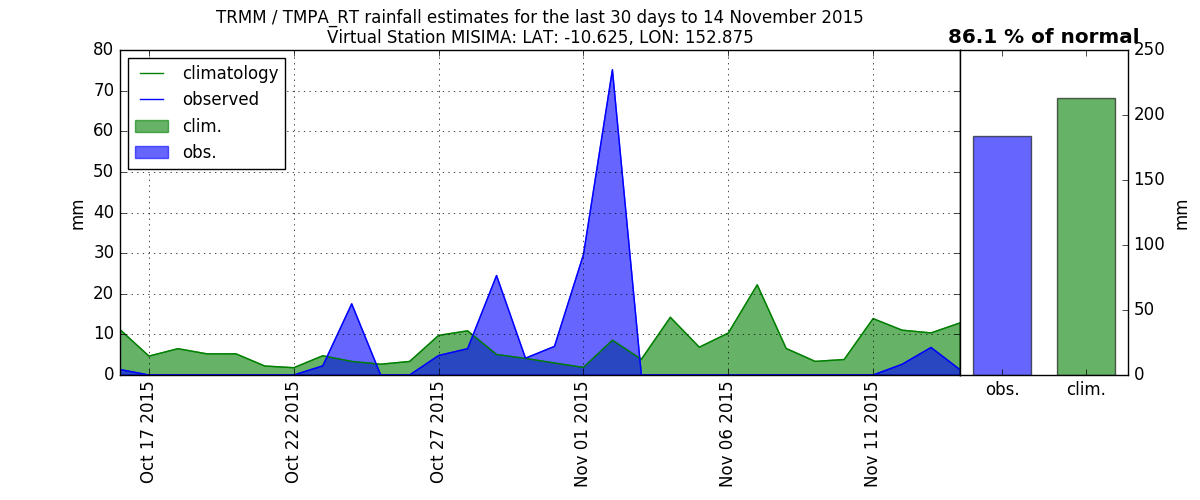 TRMM / TMPA_RT rainfall estimates for the last 30 days to 14 November 2015
Virtual Station MISIMA: LAT: -10.625, LON: 152.875
86.1 % of normal
climatology
observed
clim.
obs.
mm
80
70
60
50
40
30
20
10
0
Oct 17 2015
Oct 22 2015
Oct 27 2015
Nov 01 2015
Nov 06 2015
Nov 11 2015
obs.
clim.
250
200
150
100
50
0
mm